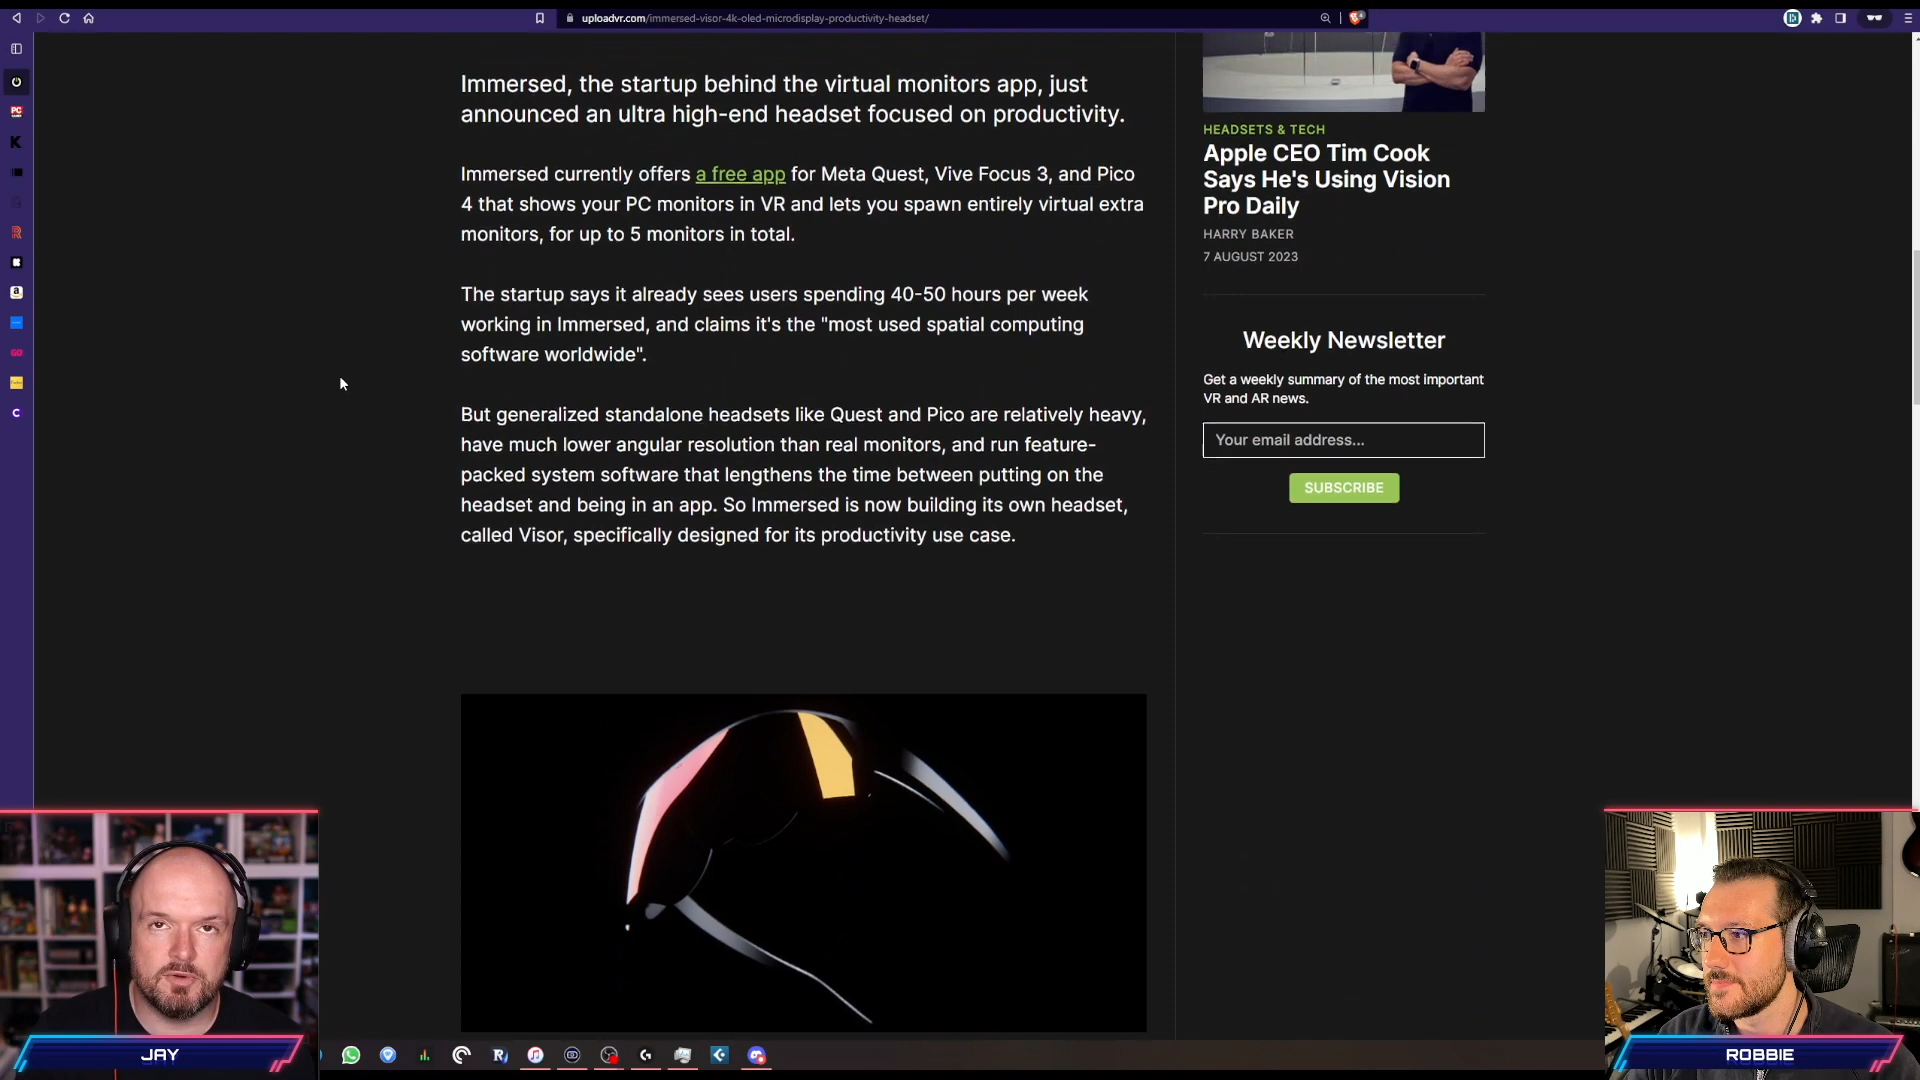 uploadvr.com/immersed-visor-4k-oled-microdisplay-productivity-headset/
Immersed, the startup behind the virtual monitors app, just
announced an ultra high-end headset focused on productivity.
Immersed currently offers a free app for Meta Quest, Vive Focus 3, and Pico
4 that shows your PC monitors in VR and lets you spawn entirely virtual extra
monitors, for up to 5 monitors in total.
The startup says it already sees users spending 40-50 hours per week
working in Immersed, and claims it's the "most used spatial computing
software worldwide".
But generalized standalone headsets like Quest and Pico are relatively heavy,
have much lower angular resolution than real monitors, and run feature-
packed system software that lengthens the time between putting on the
headset and being in an app. So Immersed is now building its own headset,
called Visor, specifically designed for its productivity use case.
HEADSETS & TECH
Apple CEO Tim Cook
Says He's Using Vision
Pro Daily
HARRY BAKER
7 AUGUST 2023
Weekly Newsletter
Get a weekly summary of the most important
VR and AR news.
Your email address...
SUBSCRIBE
JAY
ROBBIE